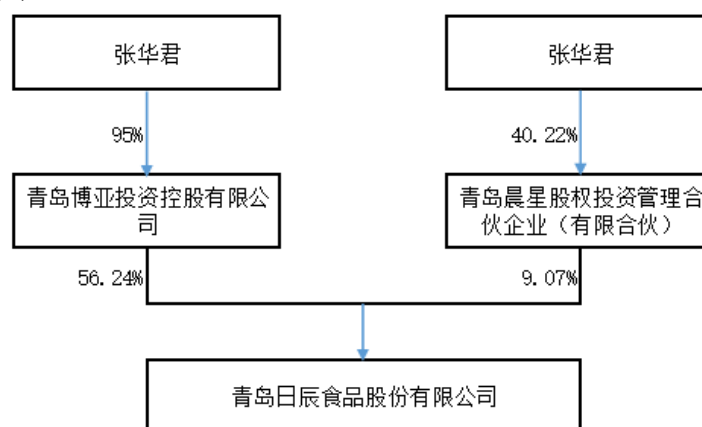 张华君
张华君
95%
40.22%
青岛博亚投资控股有限公
司
青岛晨星股权投资管理合
伙企业（有限合伙）
56.24%
9.07%
青岛日辰食品股份有限公司